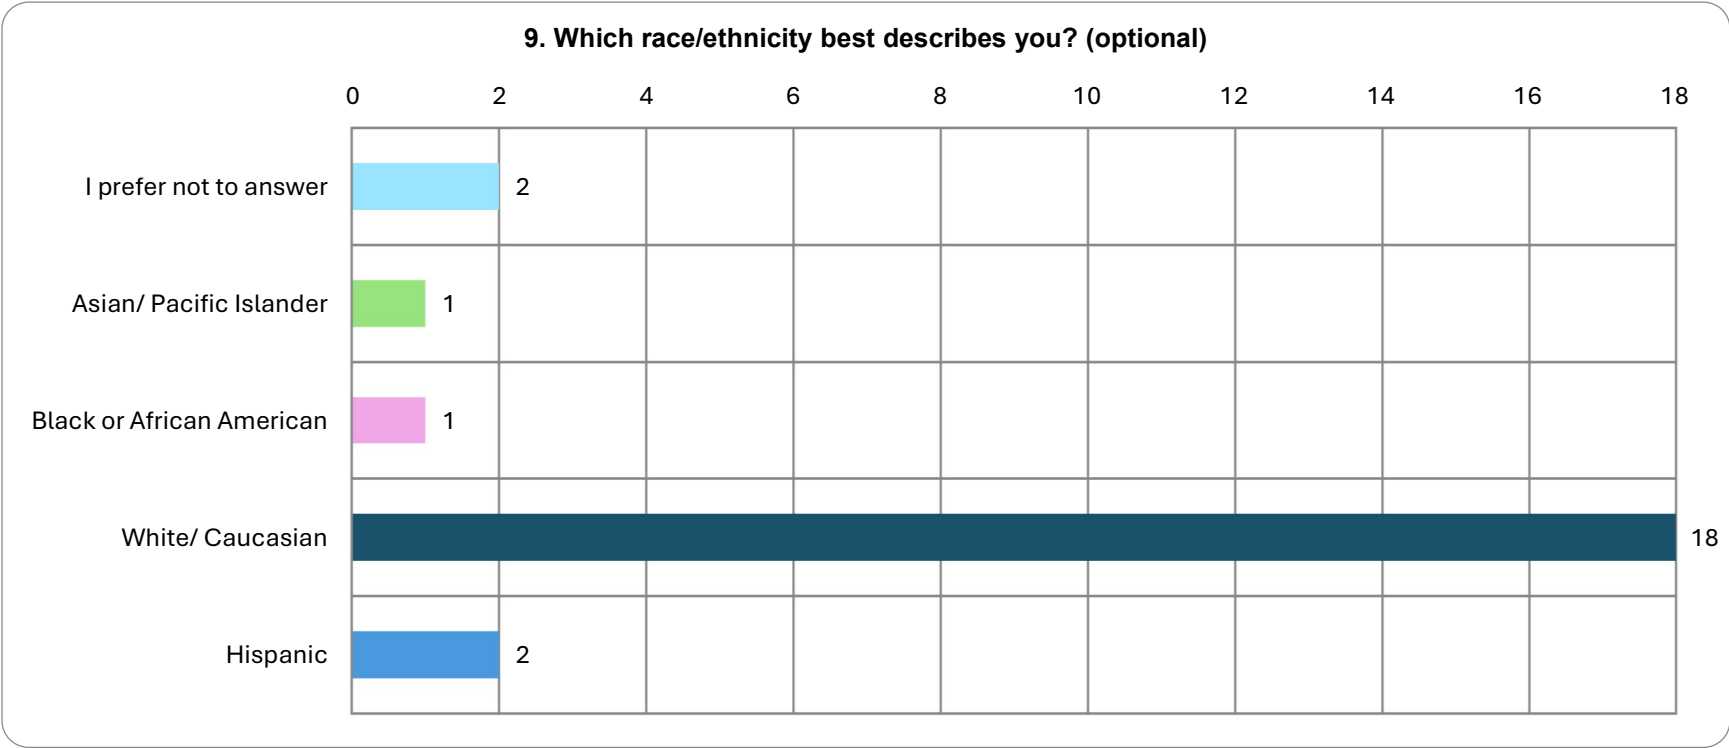 9. Which race/ethnicity best describes you? (optional)
0 2 4 6 8 10 12 14 16 18
I prefer not to answer 2
Asian/ Pacific Islander 1
Black or African American 1
White/ Caucasian 18
Hispanic 2